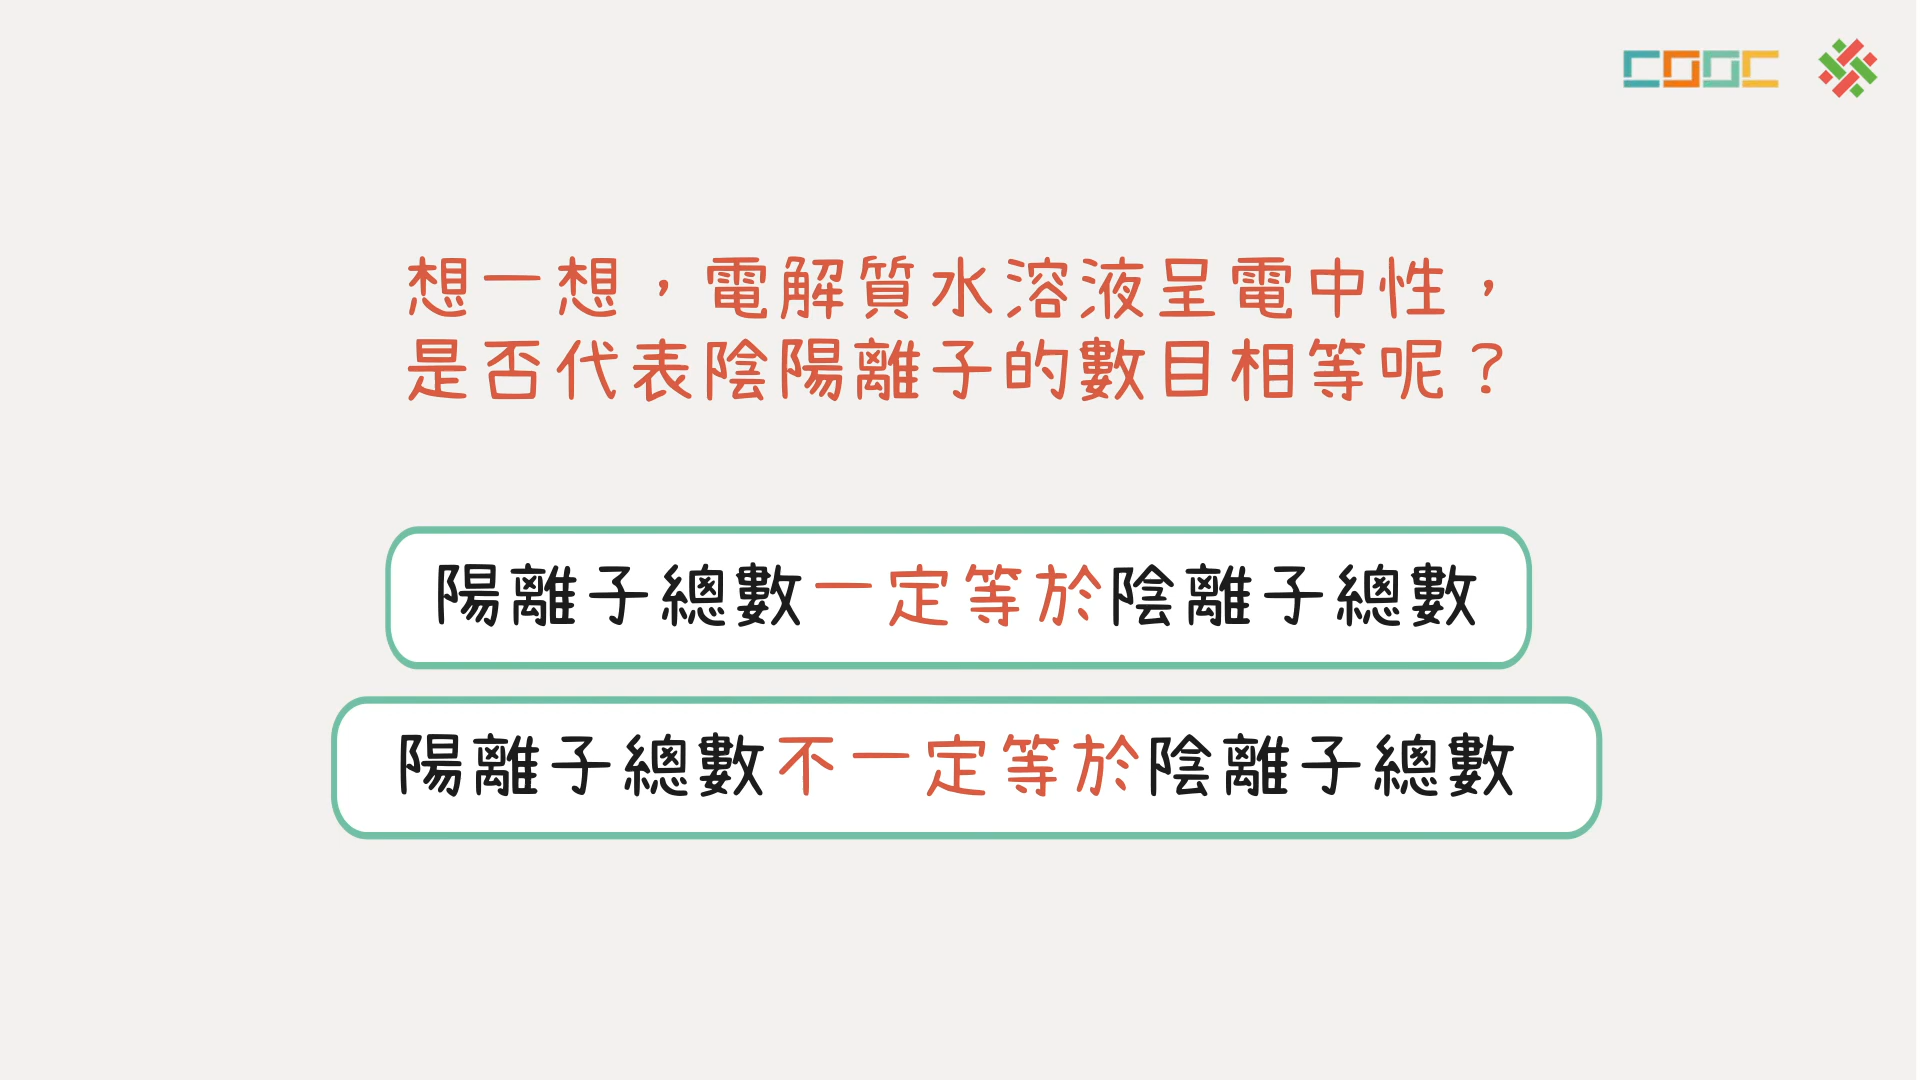 COOC
想一想，電解質水溶液呈電中性，
是否代表陰陽離子的數目相等呢？
陽離子總數一定等於陰離子總數
陽離子總數不一定等於陰離子總數